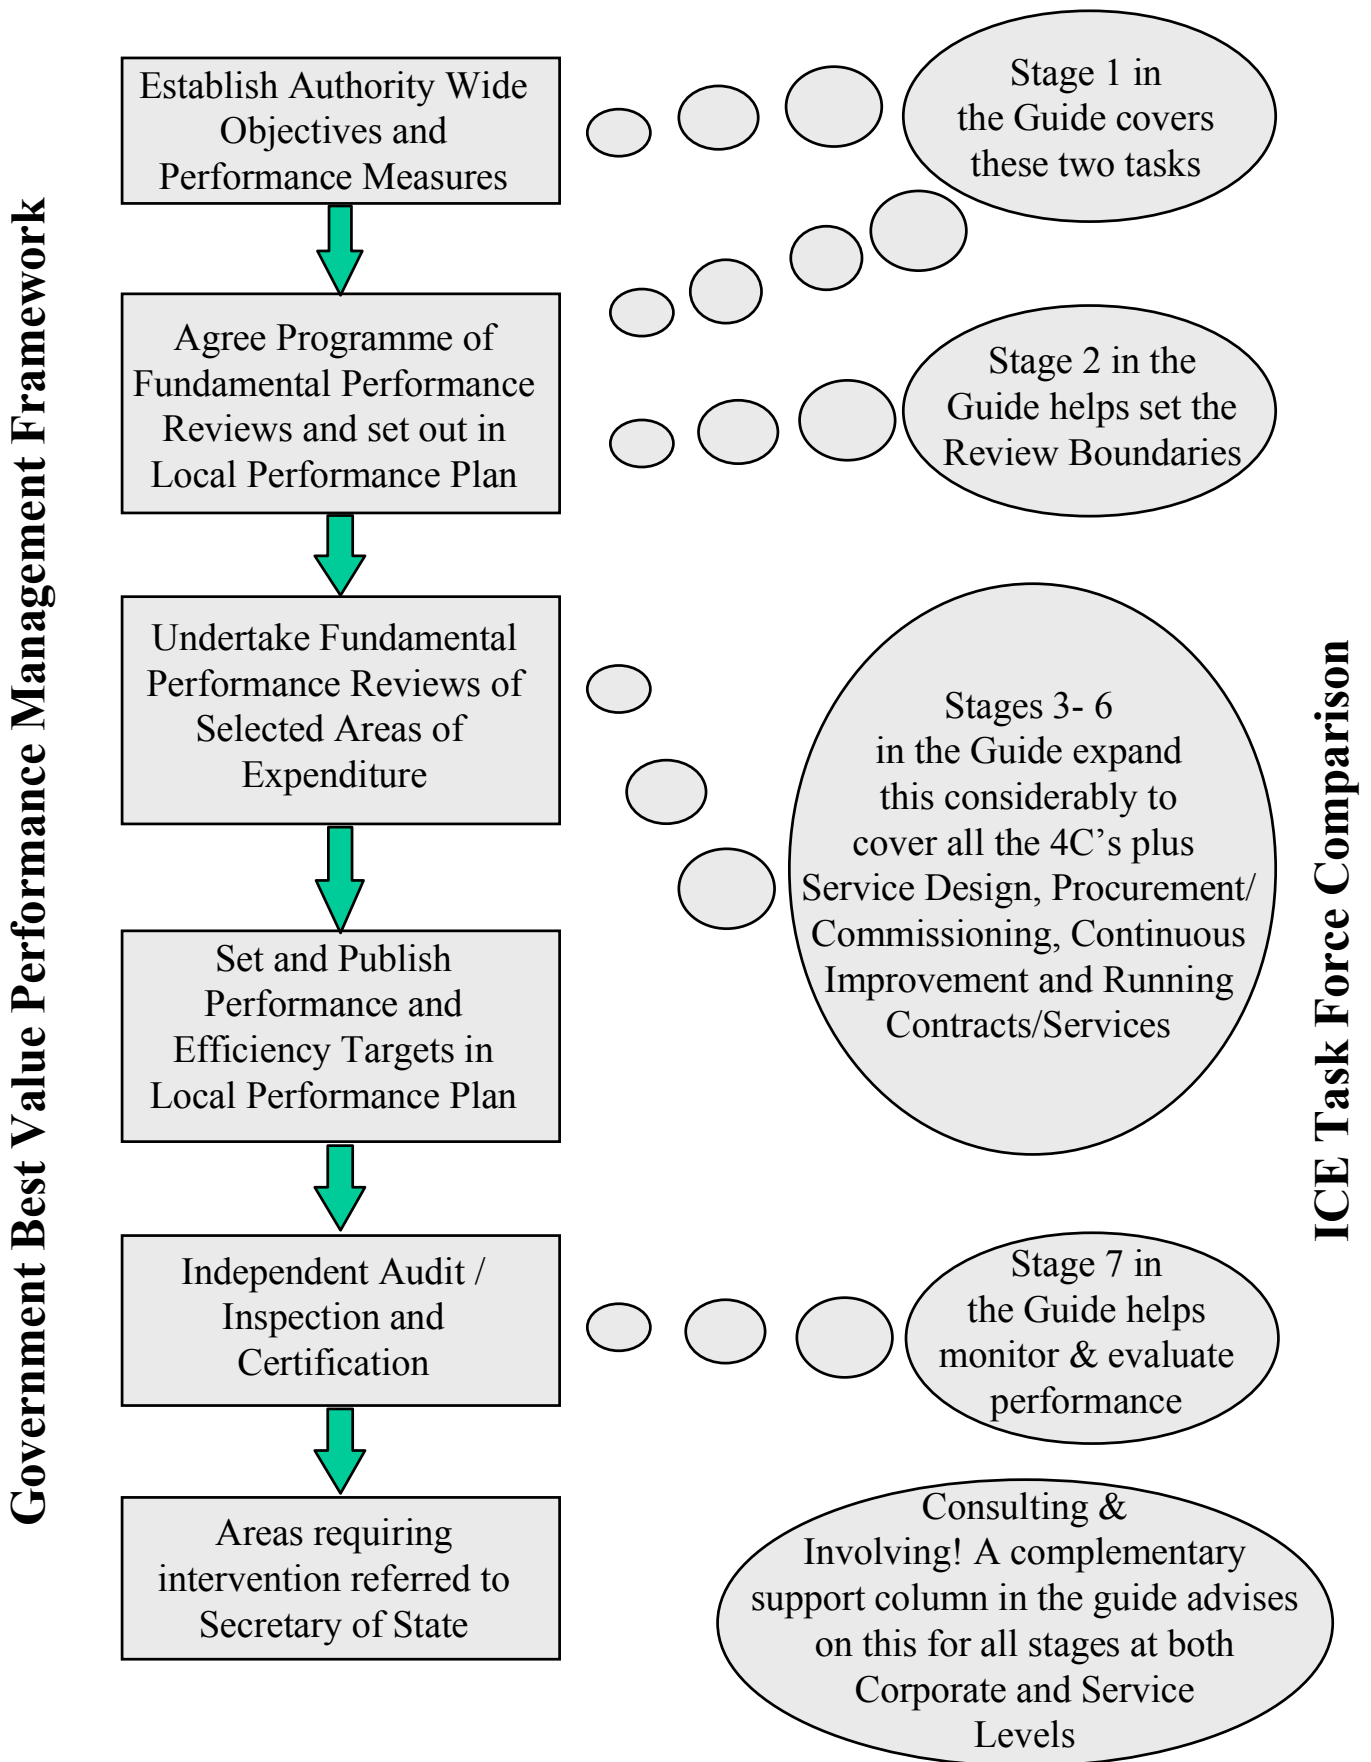 Government Best Value Performance Management Framework
Establish Authority Wide
Objectives and
Performance Measures
Stage 1 in
the Guide covers
these two tasks
Agree Programme of
Fundamental Performance
Reviews and set out in
Local Performance Plan
Stage 2 in the
Guide helps set the
Review Boundaries
Undertake Fundamental
Performance Reviews of
Selected Areas of
Expenditure
Stages 3- 6
in the Guide expand
this considerably to
cover all the 4C’s plus
Service Design, Procurement/
Commissioning, Continuous
Improvement and Running
Contracts/Services
Set and Publish
Performance and
Efficiency Targets in
Local Performance Plan
Independent Audit /
Inspection and
Certification
Stage 7 in
the Guide helps
monitor & evaluate
performance
Areas requiring
intervention referred to
Secretary of State
Consulting &
Involving! A complementary
support column in the guide advises
on this for all stages at both
Corporate and Service
Levels
ICE Task Force Comparison